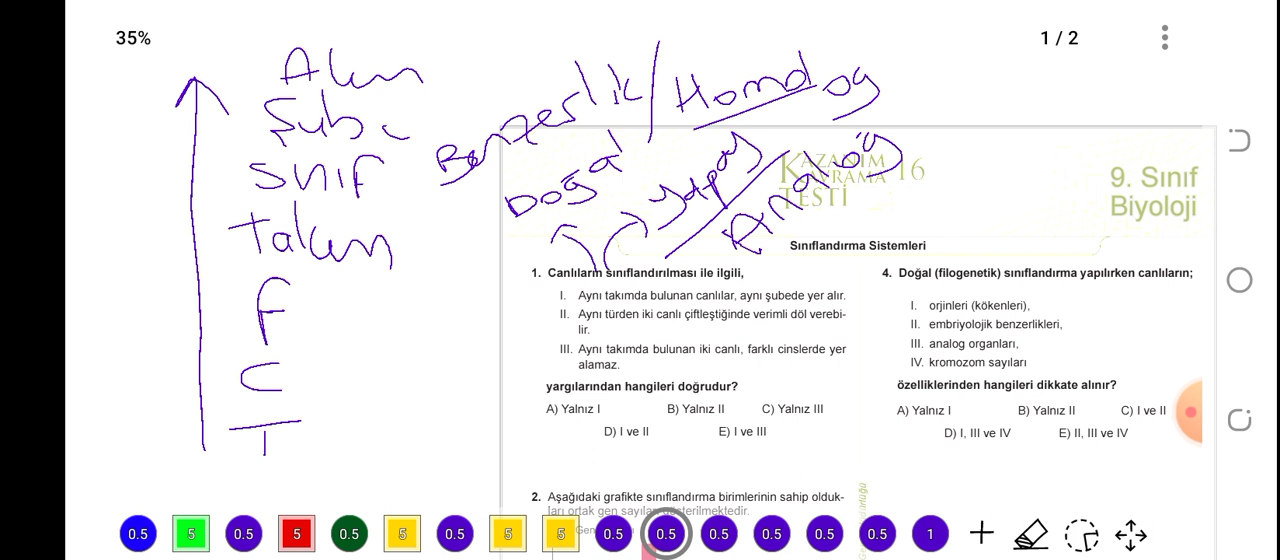 35%
1 / 2
Alem
Şube
Sınıf
takım
F
C
T
Benzerlik / Homolog
Doğal
yapay
Analog
KAZANIM
KAVRAMA
TESTİ
16
9. Sınıf
Biyoloji
Sınıflandırma Sistemleri
1. Canlıların sınıflandırılması ile ilgili,
I. Aynı takımda bulunan canlılar, aynı şubede yer alır.
II. Aynı türden iki canlı çiftleştiğinde verimli döl verebi-
lir.
III. Aynı takımda bulunan iki canlı, farklı cinslerde yer
alamaz.
yargılarından hangileri doğrudur?
A) Yalnız I B) Yalnız II C) Yalnız III
D) I ve II E) I ve III
2. Aşağıdaki grafikte sınıflandırma birimlerinin sahip olduk-
ları ortak gen sayıları gösterilmektedir.
4. Doğal (filogenetik) sınıflandırma yapılırken canlıların;
I. orjinleri (kökenleri),
II. embriyolojik benzerlikleri,
III. analog organları,
IV. kromozom sayıları
özelliklerinden hangileri dikkate alınır?
A) Yalnız I B) Yalnız II C) I ve II
D) I, III ve IV E) II, III ve IV
0.5 5 0.5 5 0.5 5 0.5 5 5 0.5 0.5 0.5 0.5 0.5 0.5 1